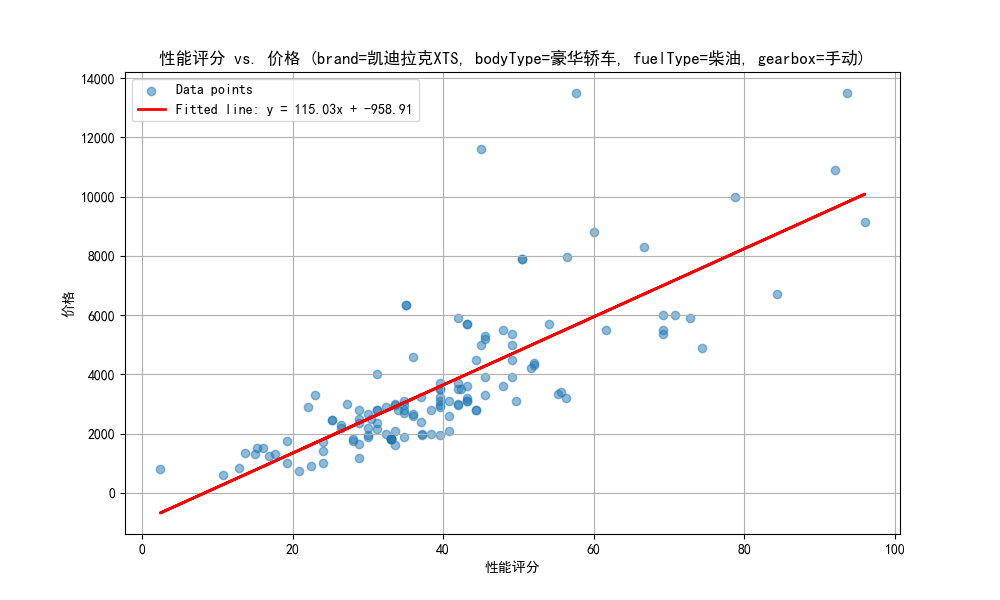 性能评分 vs. 价格 (brand=凯迪拉克XTS, bodyType=豪华轿车, fuelType=柴油, gearbox=手动)
Data points
Fitted line: y = 115.03x + -958.91
14000
12000
10000
8000
6000
4000
2000
0
价格
0 20 40 60 80 100
性能评分